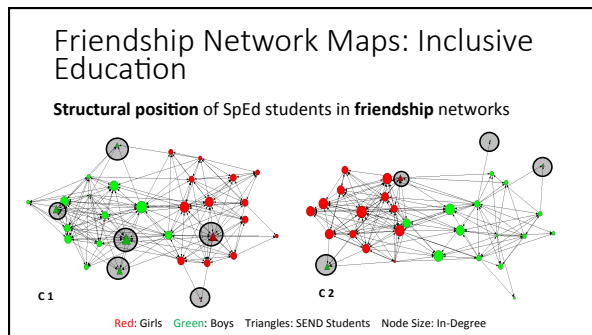 Friendship Network Maps: Inclusive
Education
Structural position of SpEd students in friendship networks
C 1
C 2
Red: Girls Green: Boys Triangles: SEND Students Node Size: In-Degree